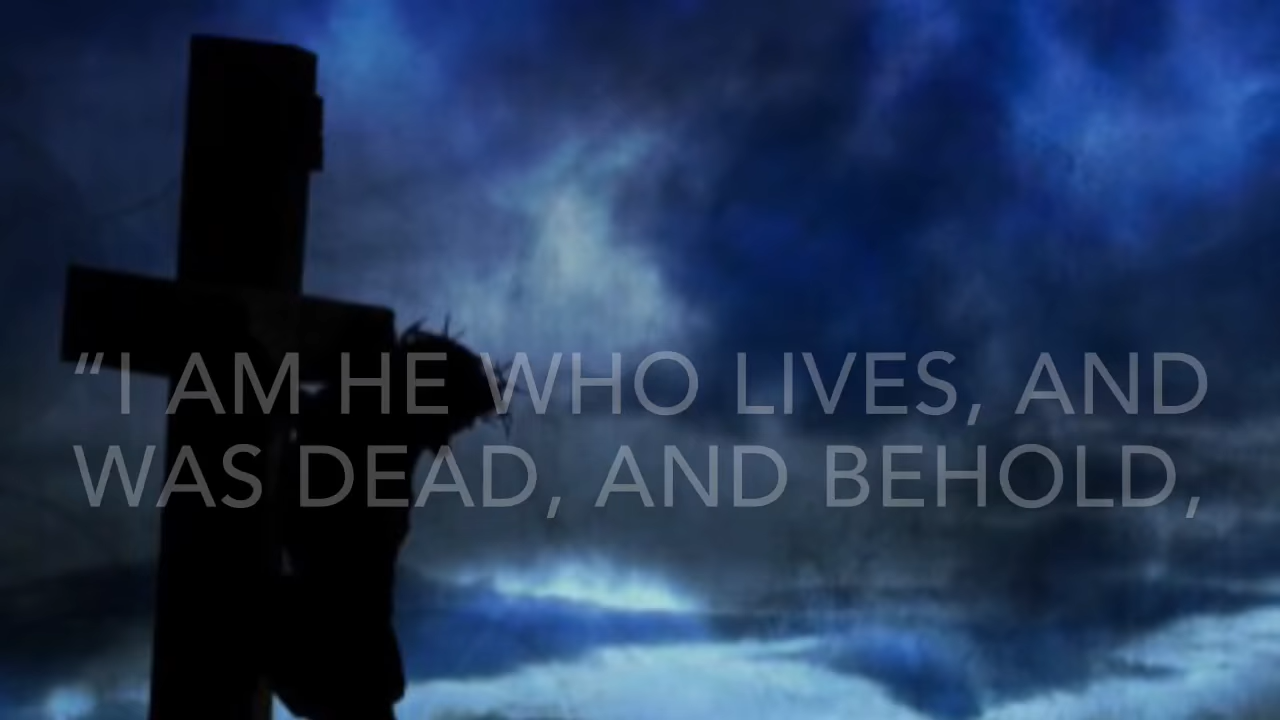 “I AM HE WHO LIVES, AND
WAS DEAD, AND BEHOLD,